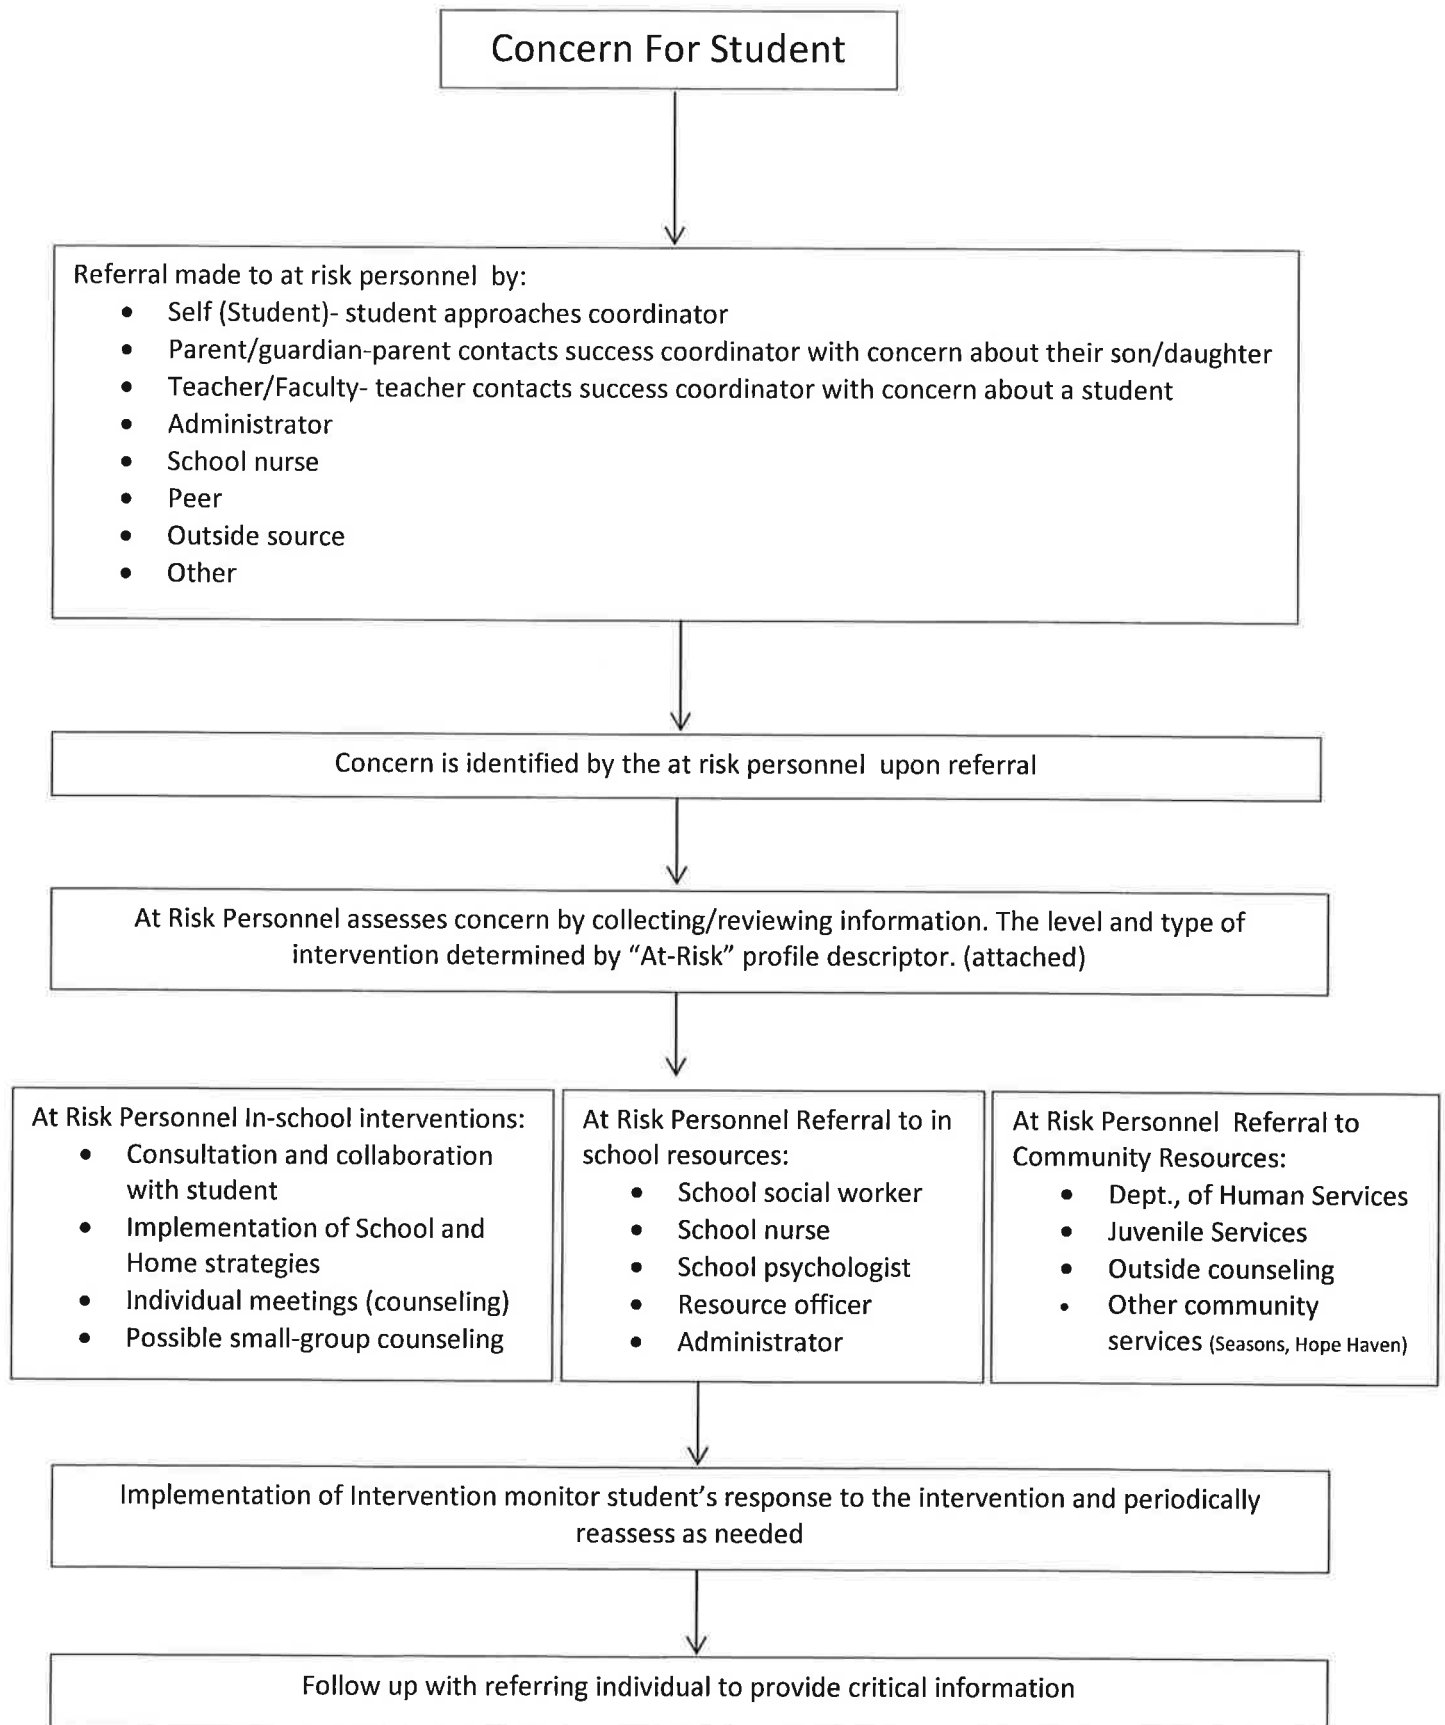 Concern For Student
Referral made to at risk personnel by:
• Self (Student)- student approaches coordinator
• Parent/guardian-parent contacts success coordinator with concern about their son/daughter
• Teacher/Faculty- teacher contacts success coordinator with concern about a student
• Administrator
• School nurse
• Peer
• Outside source
• Other
Concern is identified by the at risk personnel upon referral
At Risk Personnel assesses concern by collecting/reviewing information. The level and type of
intervention determined by “At-Risk” profile descriptor. (attached)
At Risk Personnel In-school interventions:
• Consultation and collaboration
with student
• Implementation of School and
Home strategies
• Individual meetings (counseling)
• Possible small-group counseling
At Risk Personnel Referral to in
school resources:
• School social worker
• School nurse
• School psychologist
• Resource officer
• Administrator
At Risk Personnel Referral to
Community Resources:
• Dept., of Human Services
• Juvenile Services
• Outside counseling
• Other community
services (Seasons, Hope Haven)
Implementation of Intervention monitor student’s response to the intervention and periodically
reassess as needed
Follow up with referring individual to provide critical information